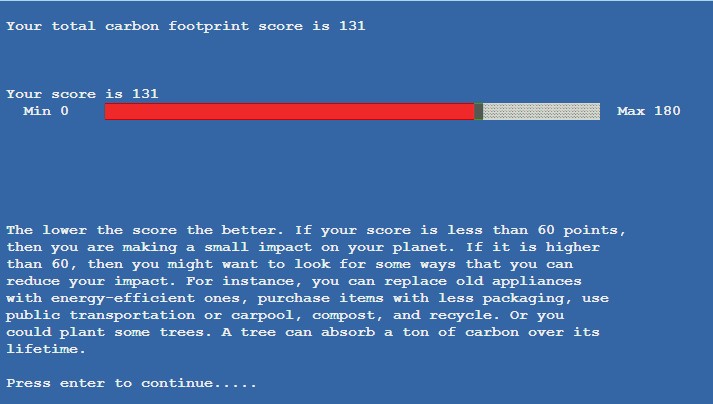 Your total carbon footprint score is 131
Your score is 131
Min 0 Max 180
The lower the score the better. If your score is less than 60 points,
then you are making a small impact on your planet. If it is higher
than 60, then you might want to look for some ways that you can
reduce your impact. For instance, you can replace old appliances
with energy-efficient ones, purchase items with less packaging, use
public transportation or carpool, compost, and recycle. Or you
could plant some trees. A tree can absorb a ton of carbon over its
lifetime.
Press enter to continue.....